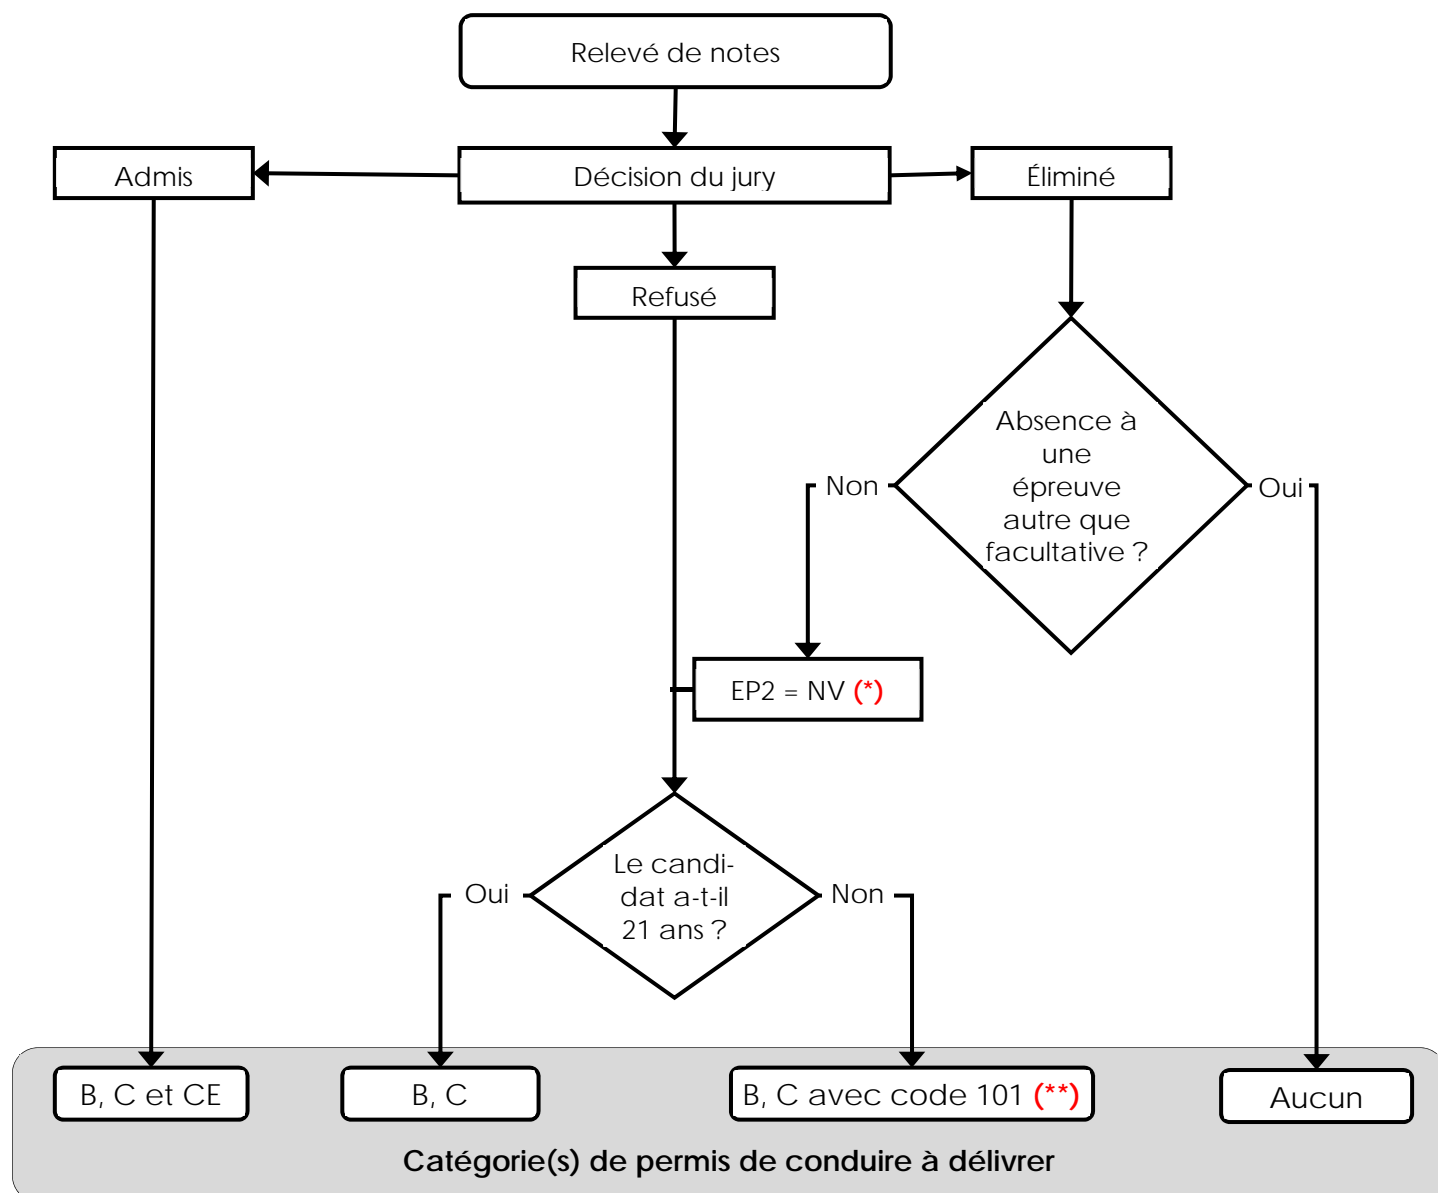 Relevé de notes
Admis
Décision du jury
Éliminé
Refusé
Absence à
une
épreuve
autre que
facultative ?
Non
Oui
EP2 = NV (*)
Le candi-
dat a-t-il
21 ans ?
Oui
Non
B, C et CE
B, C
B, C avec code 101 (**)
Aucun
Catégorie(s) de permis de conduire à délivrer